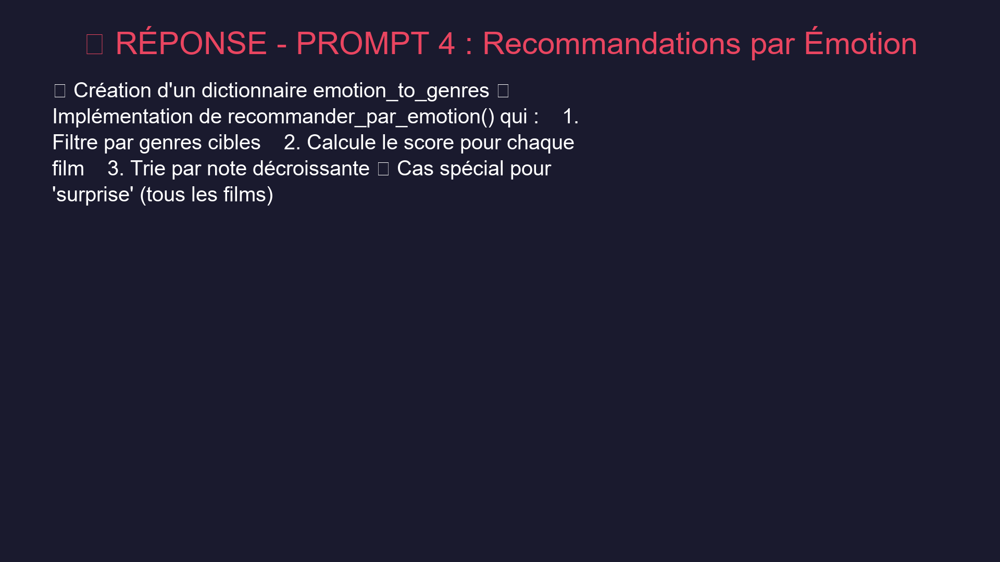 □ RÉPONSE - PROMPT 4 : Recommandations par Émotion
□ Création d'un dictionnaire emotion_to_genres □
Implémentation de recommander_par_emotion() qui :    1.
Filtre par genres cibles    2. Calcule le score pour chaque
film    3. Trie par note décroissante □ Cas spécial pour
'surprise' (tous les films)